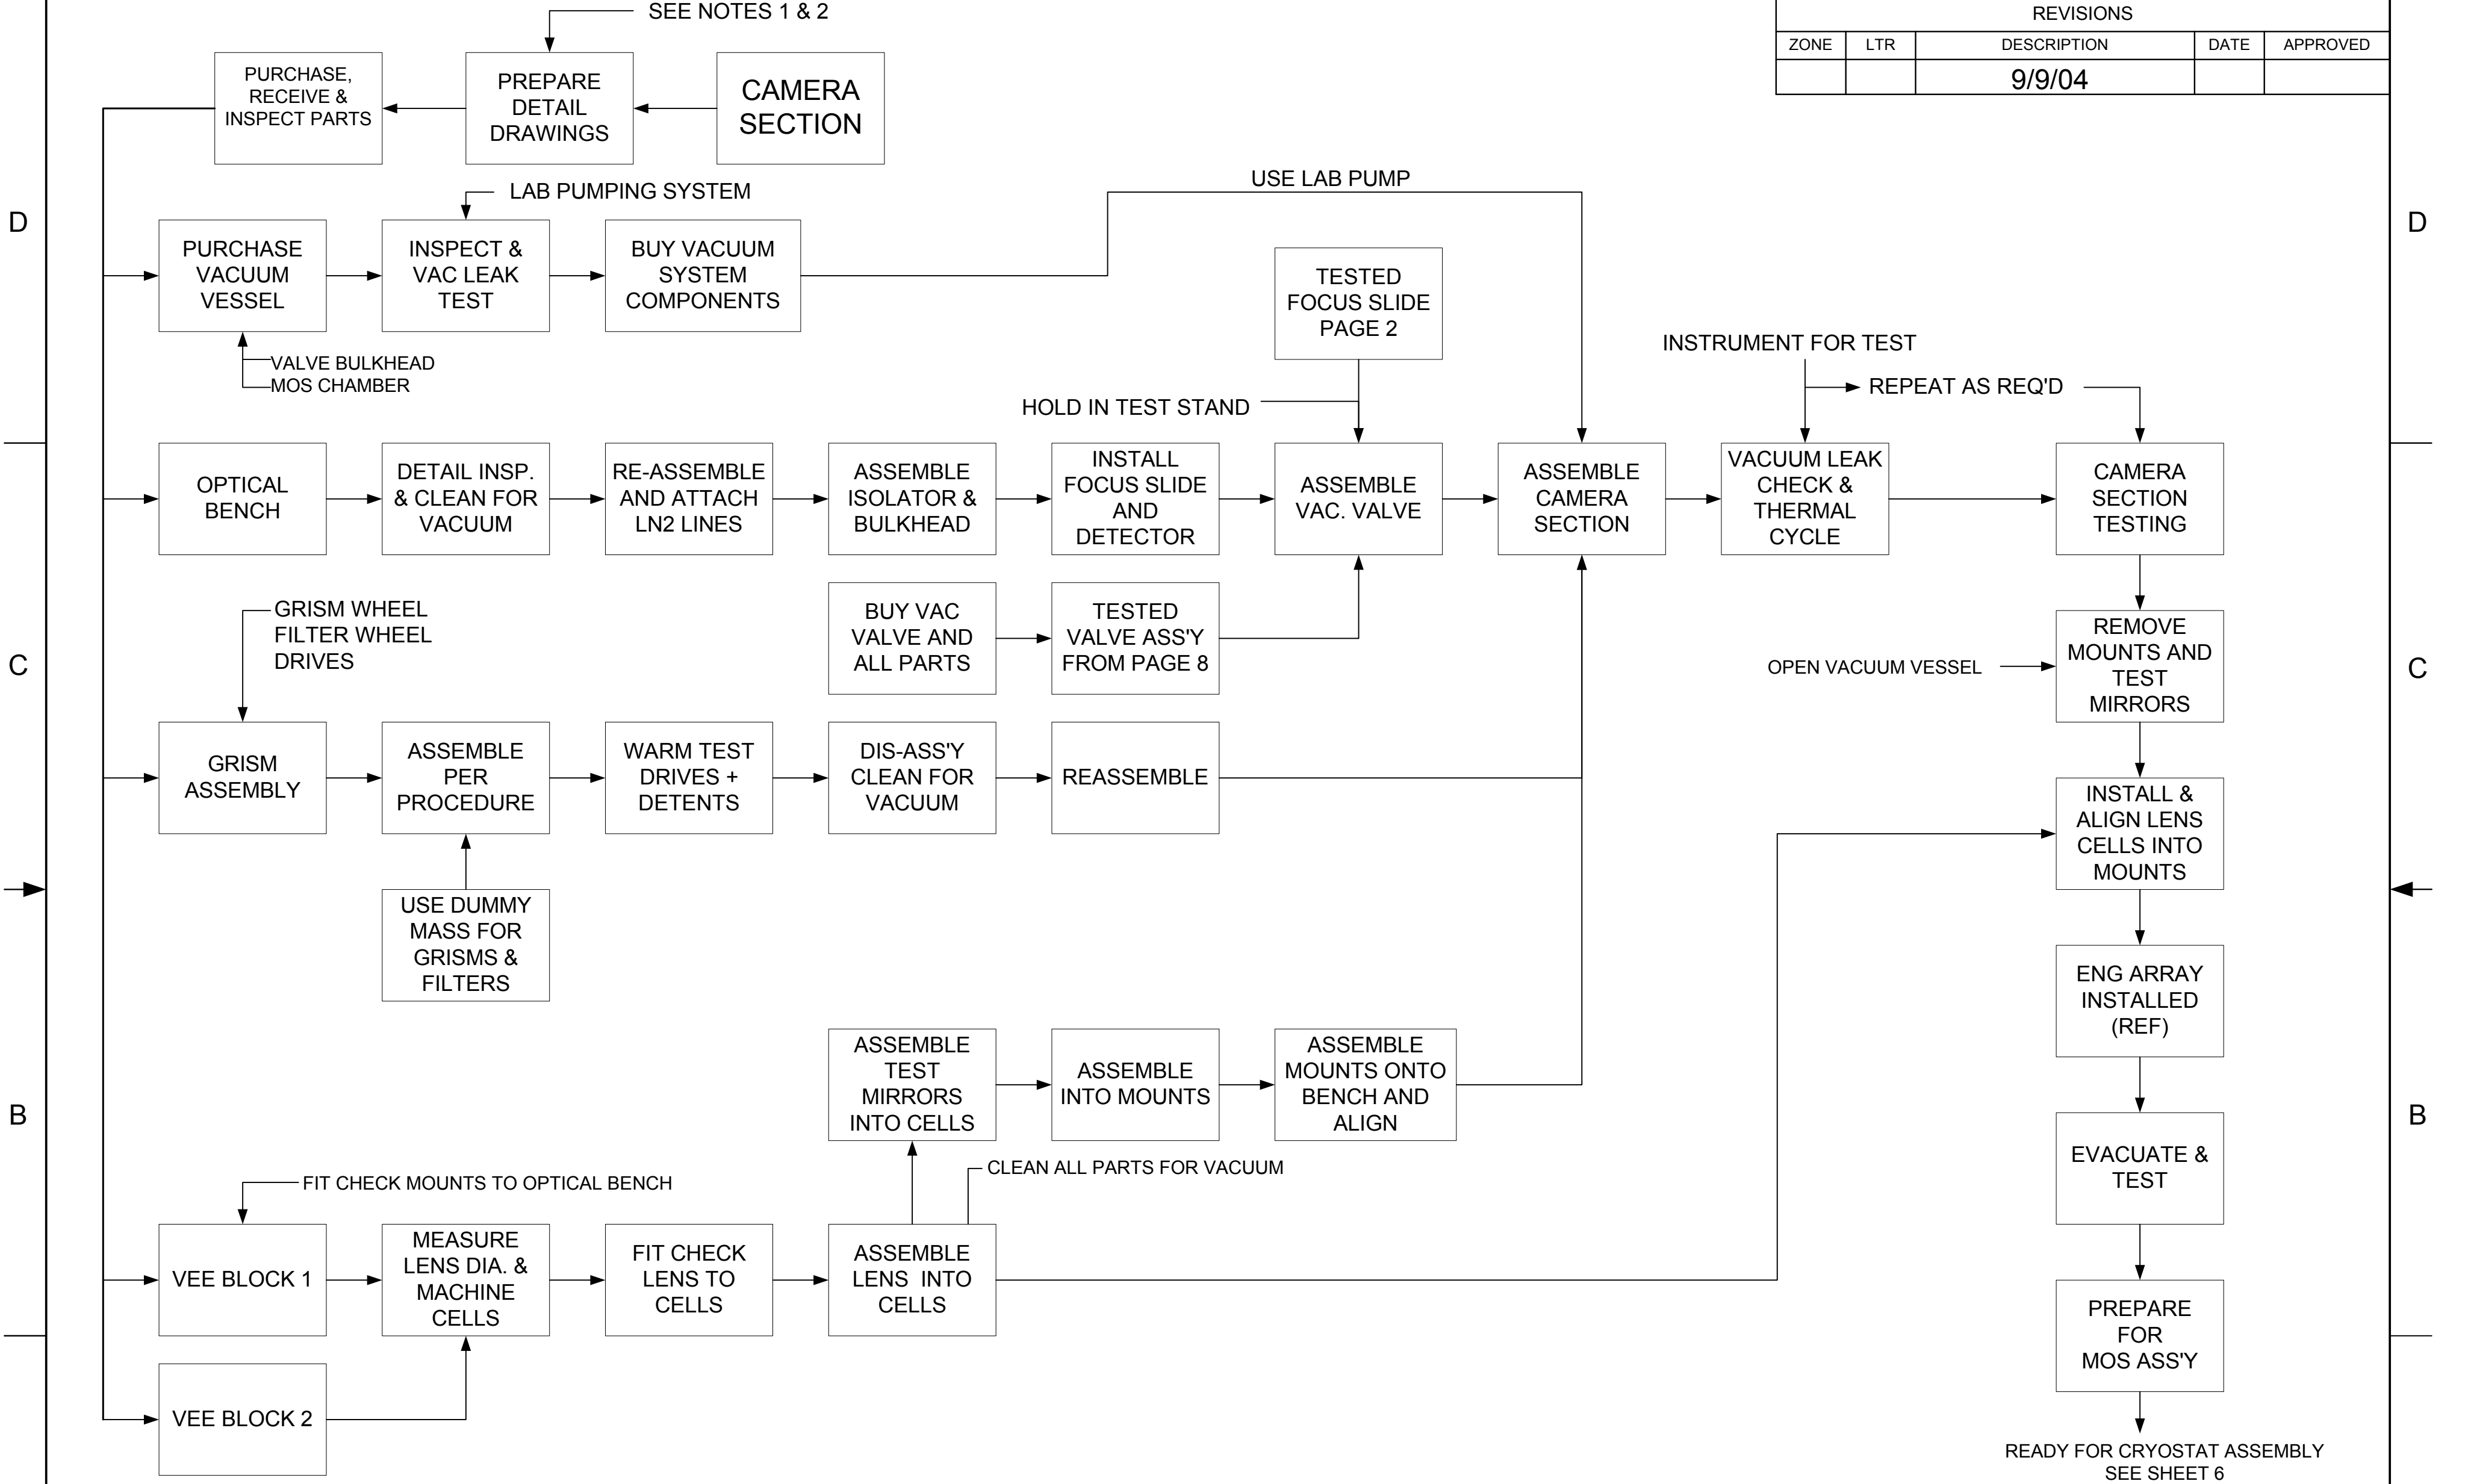 SEE NOTES 1 & 2
REVISIONS
ZONE LTR DESCRIPTION DATE APPROVED
9/9/04
PURCHASE,
RECEIVE &
INSPECT PARTS
PREPARE
DETAIL
DRAWINGS
CAMERA
SECTION
LAB PUMPING SYSTEM
USE LAB PUMP
D
D
PURCHASE
VACUUM
VESSEL
INSPECT &
VAC LEAK
TEST
BUY VACUUM
SYSTEM
COMPONENTS
TESTED
FOCUS SLIDE
PAGE 2
VALVE BULKHEAD
MOS CHAMBER
INSTRUMENT FOR TEST
REPEAT AS REQ'D
HOLD IN TEST STAND
OPTICAL
BENCH
DETAIL INSP.
& CLEAN FOR
VACUUM
RE-ASSEMBLE
AND ATTACH
LN2 LINES
ASSEMBLE
ISOLATOR &
BULKHEAD
INSTALL
FOCUS SLIDE
AND
DETECTOR
ASSEMBLE
VAC. VALVE
ASSEMBLE
CAMERA
SECTION
VACUUM LEAK
CHECK &
THERMAL
CYCLE
CAMERA
SECTION
TESTING
GRISM WHEEL
FILTER WHEEL
DRIVES
BUY VAC
VALVE AND
ALL PARTS
TESTED
VALVE ASS'Y
FROM PAGE 8
OPEN VACUUM VESSEL
REMOVE
MOUNTS AND
TEST
MIRRORS
C
C
GRISM
ASSEMBLY
ASSEMBLE
PER
PROCEDURE
WARM TEST
DRIVES +
DETENTS
DIS-ASS'Y
CLEAN FOR
VACUUM
REASSEMBLE
INSTALL &
ALIGN LENS
CELLS INTO
MOUNTS
USE DUMMY
MASS FOR
GRISMS &
FILTERS
ENG ARRAY
INSTALLED
(REF)
ASSEMBLE
TEST
MIRRORS
INTO CELLS
ASSEMBLE
INTO MOUNTS
ASSEMBLE
MOUNTS ONTO
BENCH AND
ALIGN
B
B
EVACUATE &
TEST
CLEAN ALL PARTS FOR VACUUM
FIT CHECK MOUNTS TO OPTICAL BENCH
VEE BLOCK 1
MEASURE
LENS DIA. &
MACHINE
CELLS
FIT CHECK
LENS TO
CELLS
ASSEMBLE
LENS INTO
CELLS
PREPARE
FOR
MOS ASS'Y
VEE BLOCK 2
READY FOR CRYOSTAT ASSEMBLY
SEE SHEET 6